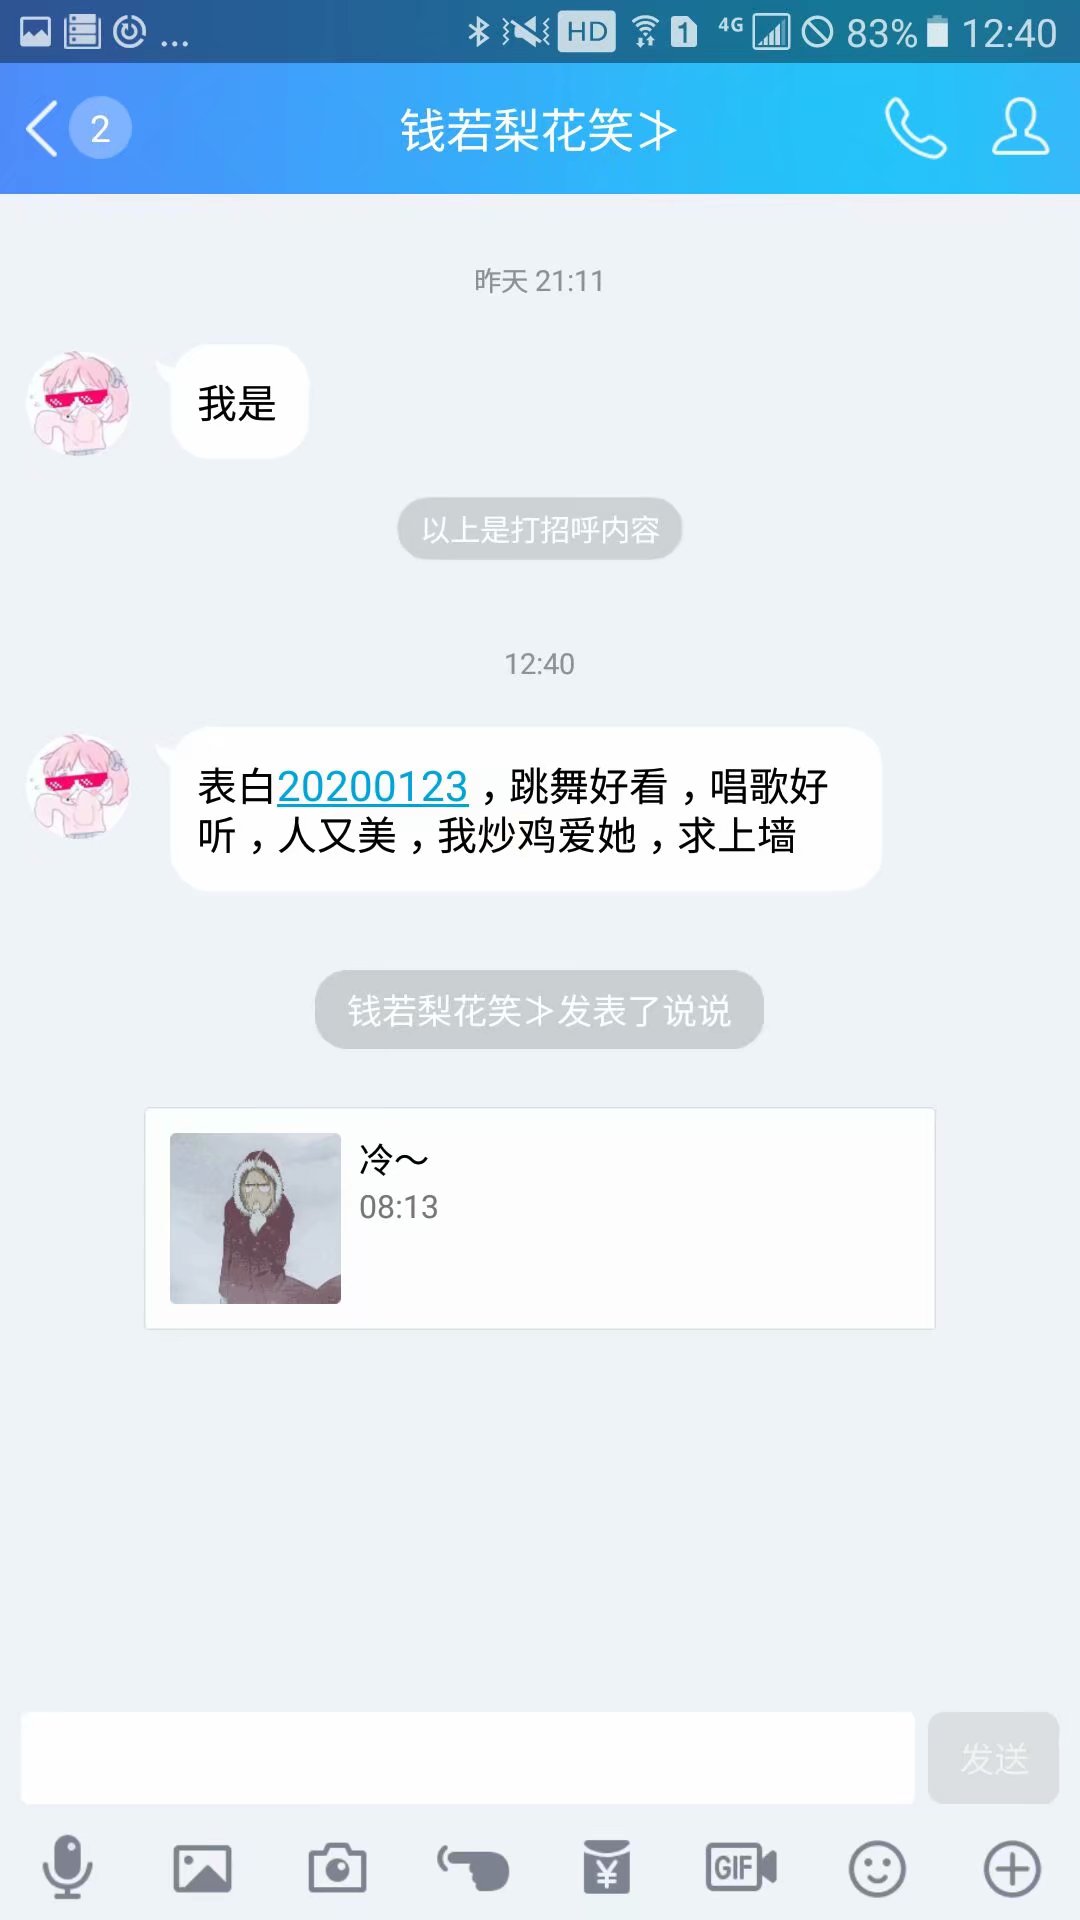 ... HD 1 4G 83% 12:40
2 钱若梨花笑⊁
昨天 21:11
我是
以上是打招呼内容
12:40
表白20200123，跳舞好看，唱歌好
听，人又美，我炒鸡爱她，求上墙
钱若梨花笑⊁发表了说说
冷～
08:13
发送
¥ GIF